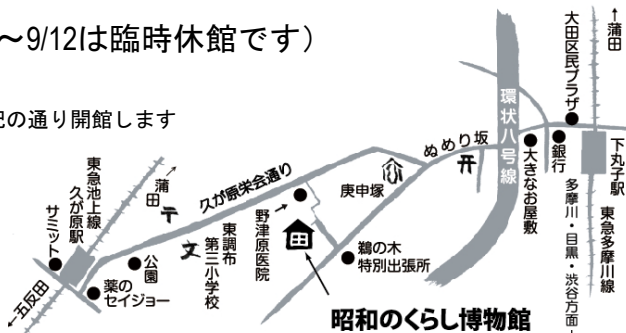 ～9/12は臨時休館です）
記の通り開館します
↑蒲田
大田区民プラザ
環状八号線
ぬめり坂
大きなお屋敷
銀行
下丸子駅
東急多摩川線
多摩川・目黒・渋谷方面→
庚申塚
久が原栄会通り
野津原医院
鵜の木
特別出張所
東調布
第三小学校
蒲田→
東急池上線
久が原駅
サミット
公園
薬の
セイジョー
←五反田
昭和のくらし博物館